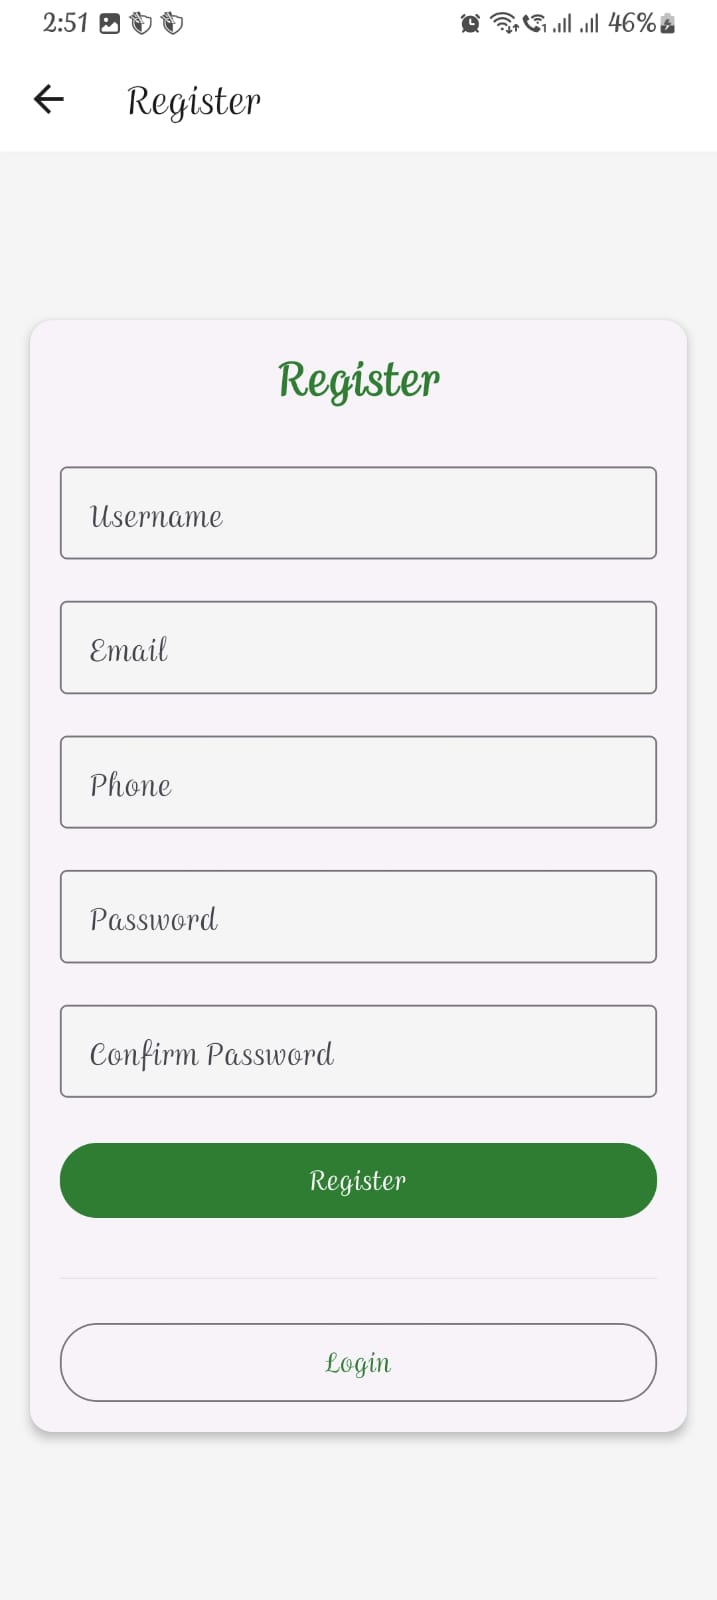 2:51 46%
Register
Register
Username
Email
Phone
Password
Confirm Password
Register
Login